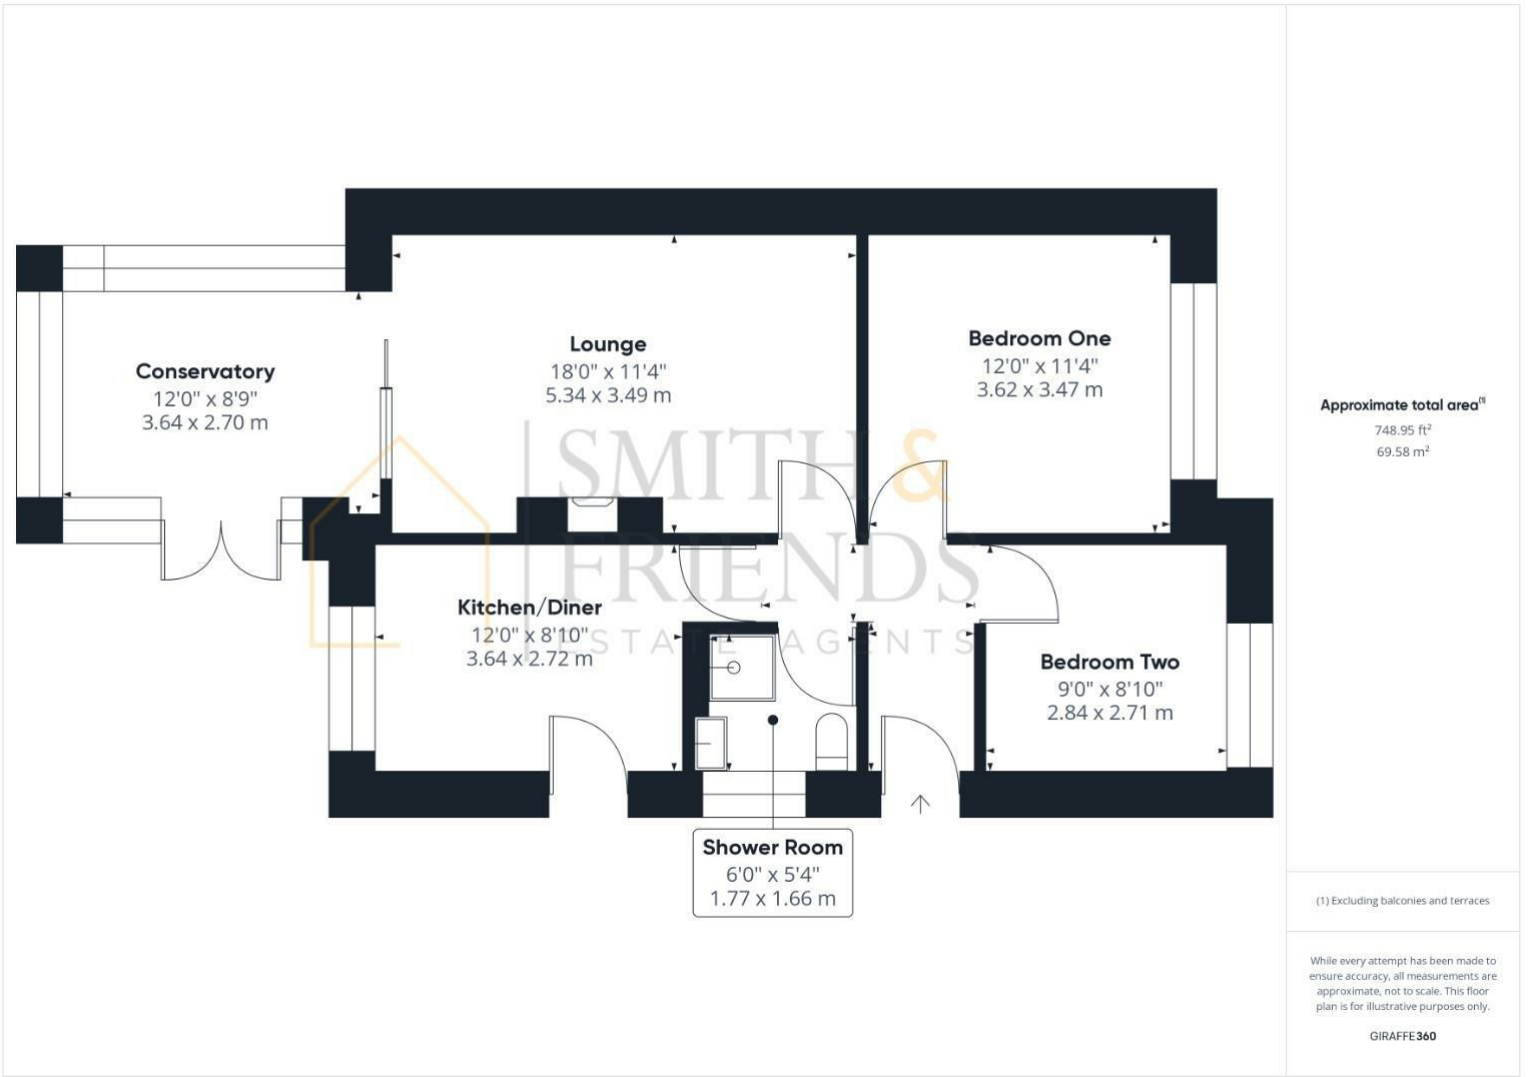 Conservatory
12'0" x 8'9"
3.64 x 2.70 m
Lounge
18'0" x 11'4"
5.34 x 3.49 m
Bedroom One
12'0" x 11'4"
3.62 x 3.47 m
SMITH &
FRIENDS
ESTATE AGENTS
Kitchen/Diner
12'0" x 8'10"
3.64 x 2.72 m
Bedroom Two
9'0" x 8'10"
2.84 x 2.71 m
Shower Room
6'0" x 5'4"
1.77 x 1.66 m
Approximate total area(1)
748.95 ft²
69.58 m²
(1) Excluding balconies and terraces
While every attempt has been made to
ensure accuracy, all measurements are
approximate, not to scale. This floor
plan is for illustrative purposes only.
GIRAFFE360